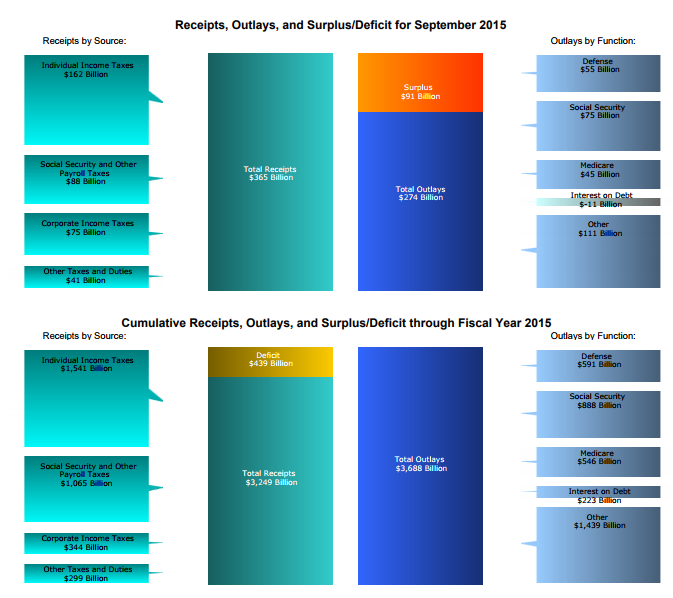 Receipts, Outlays, and Surplus/Deficit for September 2015
Receipts by Source:
Outlays by Function:
Individual Income Taxes
$162 Billion
Social Security and Other
Payroll Taxes
$88 Billion
Corporate Income Taxes
$75 Billion
Other Taxes and Duties
$41 Billion
Total Receipts
$365 Billion
Surplus
$91 Billion
Total Outlays
$274 Billion
Defense
$55 Billion
Social Security
$75 Billion
Medicare
$45 Billion
Interest on Debt
$-11 Billion
Other
$111 Billion
Cumulative Receipts, Outlays, and Surplus/Deficit through Fiscal Year 2015
Receipts by Source:
Outlays by Function:
Individual Income Taxes
$1,541 Billion
Social Security and Other
Payroll Taxes
$1,065 Billion
Corporate Income Taxes
$344 Billion
Other Taxes and Duties
$299 Billion
Deficit
$439 Billion
Total Receipts
$3,249 Billion
Total Outlays
$3,688 Billion
Defense
$591 Billion
Social Security
$888 Billion
Medicare
$546 Billion
Interest on Debt
$223 Billion
Other
$1,439 Billion